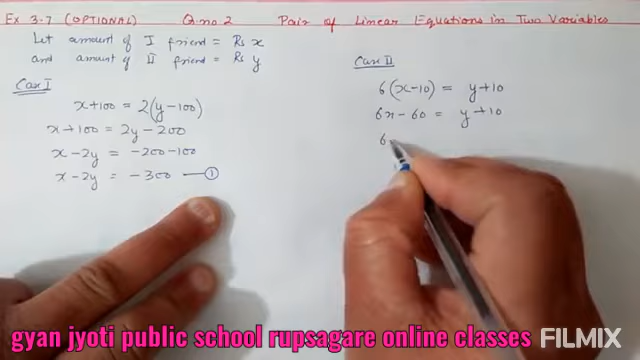 Ex 3.7 (OPTIONAL) Q.no 2 Pair of Linear Equations in Two Variables
Let amount of I friend = Rs x
and amount of II friend = Rs y
Case I
x+100 = 2(y-100)
x+100 = 2y-200
x-2y = -200-100
x-2y = -300 — ①
Case II
6(x-10) = y+10
6x-60 = y+10
6
gyan jyoti public school rupsagare online classes
FILMIX